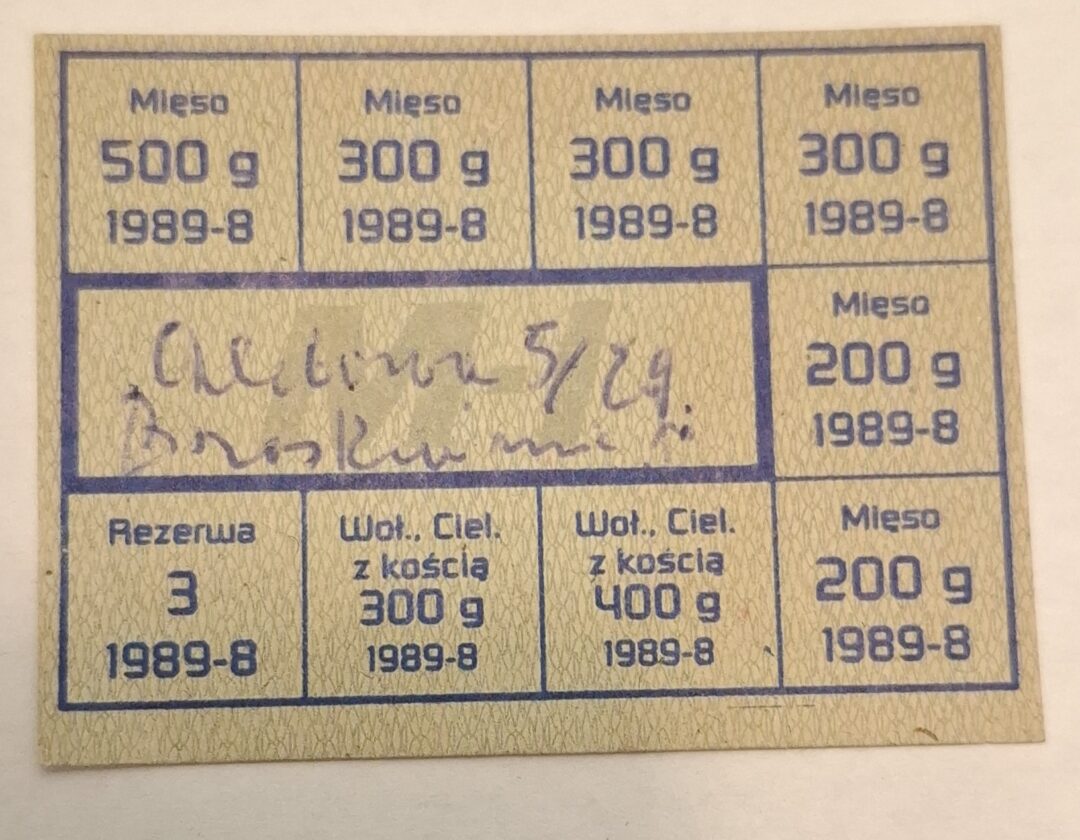 Mięso
500 g
1989-8
Mięso
300 g
1989-8
Mięso
300 g
1989-8
Mięso
300 g
1989-8
M-I
5/29
Mięso
200 g
1989-8
Rezerwa
3
1989-8
Woł., Ciel.
z kością
300 g
1989-8
Woł., Ciel.
z kością
400 g
1989-8
Mięso
200 g
1989-8